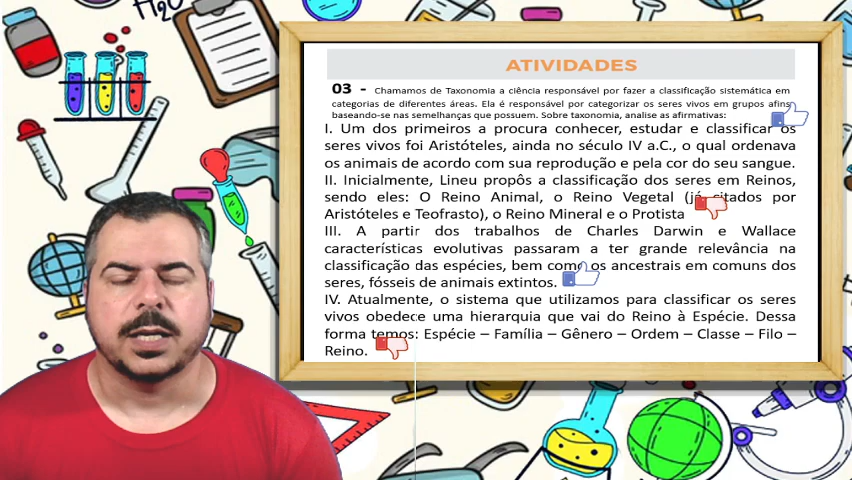 H₂O
ATIVIDADES
03 - Chamamos de Taxonomia a ciência responsável por fazer a classificação sistemática em
categorias de diferentes áreas. Ela é responsável por categorizar os seres vivos em grupos afins
baseando-se nas semelhanças que possuem. Sobre taxonomia, analise as afirmativas:
I. Um dos primeiros a procura conhecer, estudar e classificar os
seres vivos foi Aristóteles, ainda no século IV a.C., o qual ordenava
os animais de acordo com sua reprodução e pela cor do seu sangue.
II. Inicialmente, Lineu propôs a classificação dos seres em Reinos,
sendo eles: O Reino Animal, o Reino Vegetal (já citados por
Aristóteles e Teofrasto), o Reino Mineral e o Protista
III. A partir dos trabalhos de Charles Darwin e Wallace
características evolutivas passaram a ter grande relevância na
classificação das espécies, bem como os ancestrais em comuns dos
seres, fósseis de animais extintos.
IV. Atualmente, o sistema que utilizamos para classificar os seres
vivos obedece uma hierarquia que vai do Reino à Espécie. Dessa
forma temos: Espécie – Família – Gênero – Ordem – Classe – Filo –
Reino.